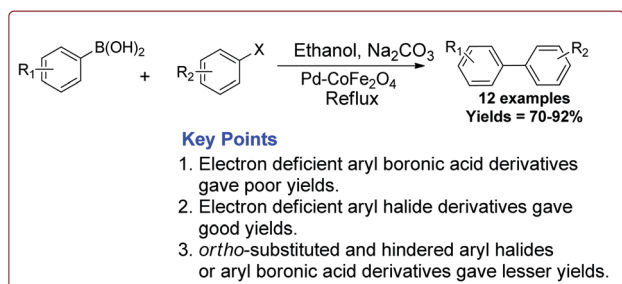 R1
B(OH)2
+
R2
X
Ethanol, Na2CO3
Pd-CoFe2O4
Reflux
R1
R2
12 examples
Yields = 70-92%
Key Points
1. Electron deficient aryl boronic acid derivatives
gave poor yields.
2. Electron deficient aryl halide derivatives gave
good yields.
3. ortho-substituted and hindered aryl halides
or aryl boronic acid derivatives gave lesser yields.